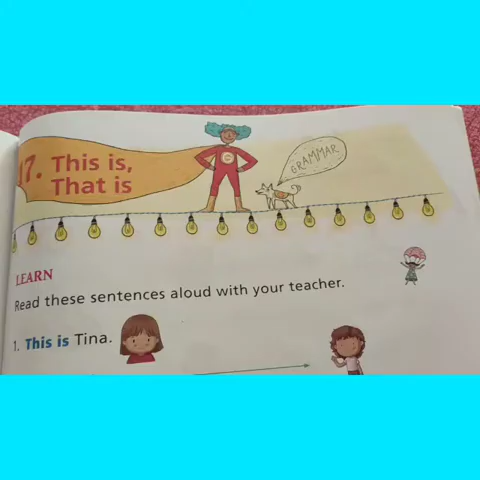 17. This is,
That is
GRAMMAR
LEARN
Read these sentences aloud with your teacher.
1. This is Tina.